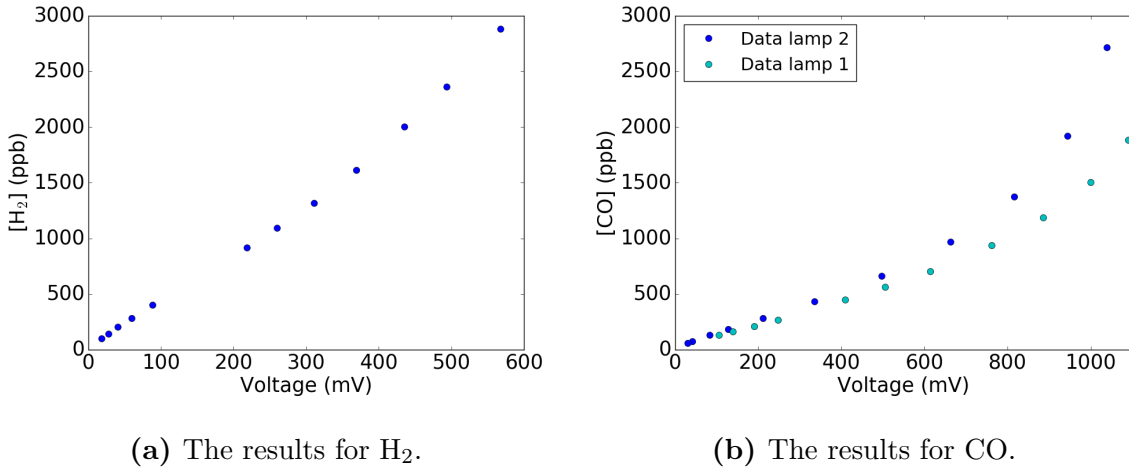 3000
2500
2000
1500
1000
500
0
[H₂] (ppb)
0 100 200 300 400 500 600
Voltage (mV)
(a) The results for H₂.
3000
2500
2000
1500
1000
500
0
[CO] (ppb)
Data lamp 2
Data lamp 1
0 200 400 600 800 1000
Voltage (mV)
(b) The results for CO.